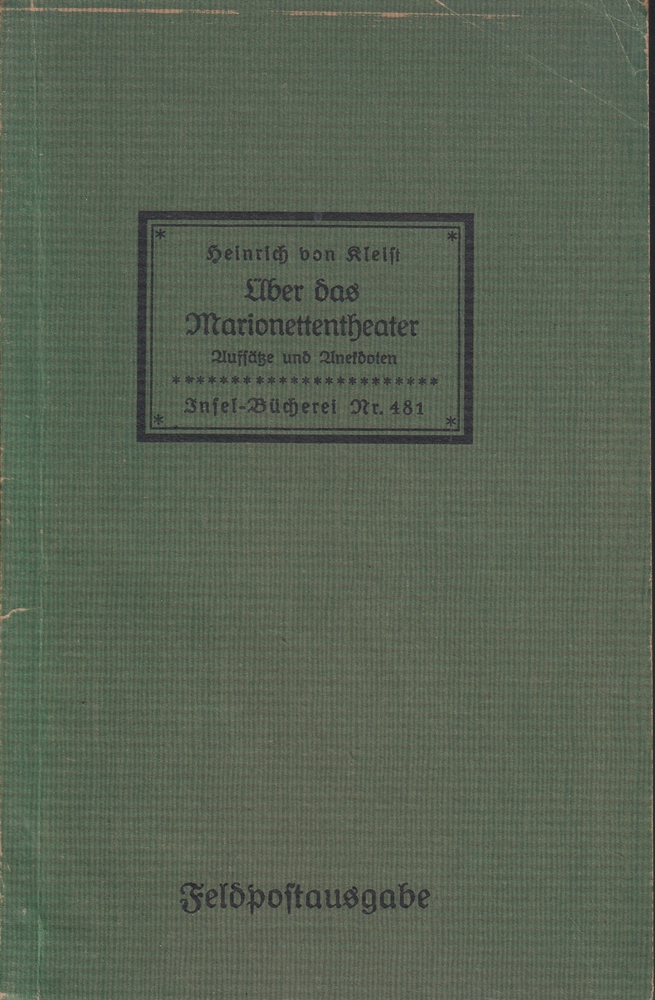 Heinrich von Kleist
Über das
Marionettentheater
Aufsätze und Anekdoten
***********************
Insel-Bücherei Nr. 481
Feldpostausgabe